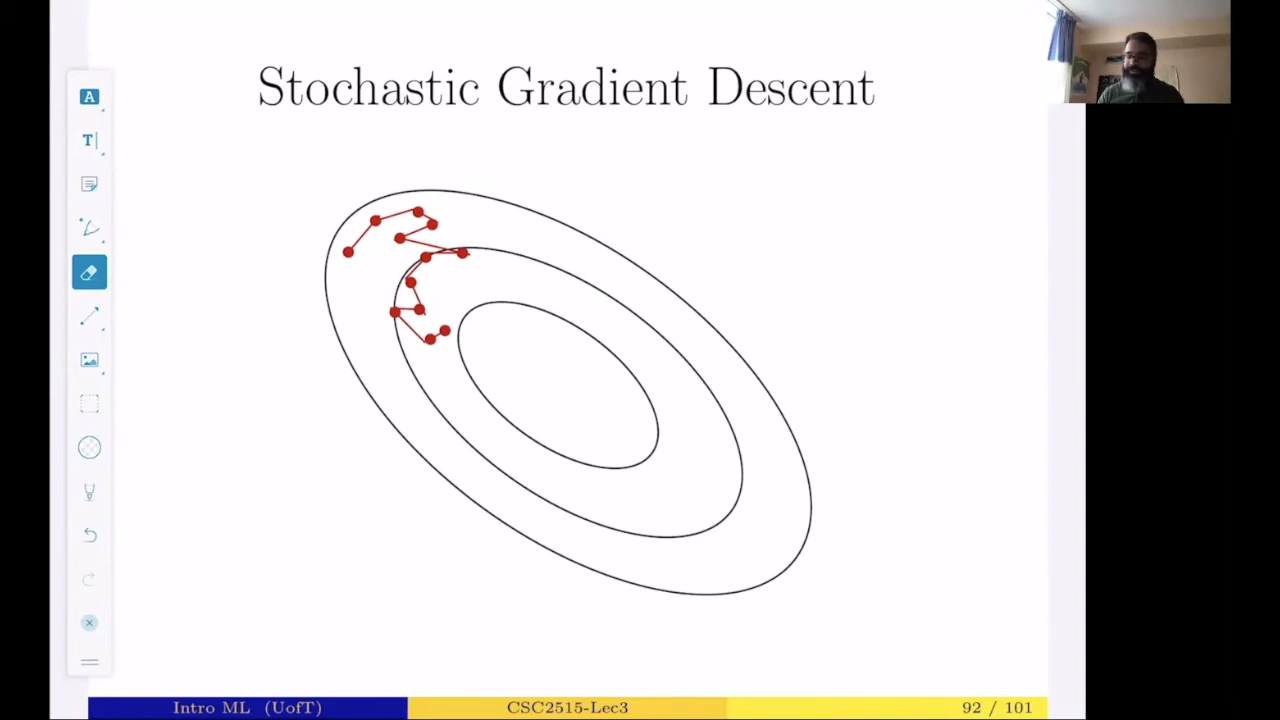 Stochastic Gradient Descent
A
T
Intro ML (UofT)
CSC2515-Lec3
92 / 101